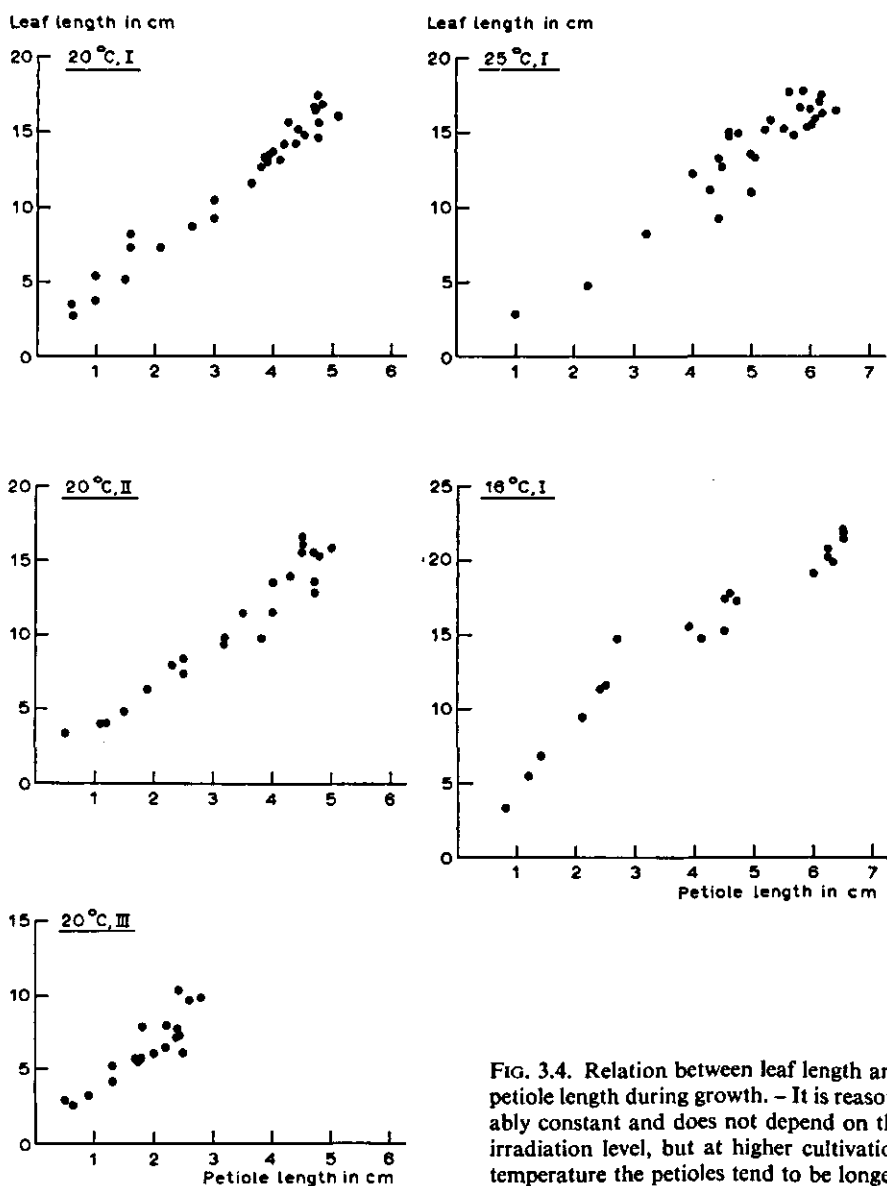 Leaf length in cm
20°C, I
20
15
10
5
0
1 2 3 4 5 6
25°C, I
20
15
10
5
0
1 2 3 4 5 6 7
20°C, II
20
15
10
5
0
1 2 3 4 5 6
16°C, I
25
20
15
10
5
0
1 2 3 4 5 6 7
Petiole length in cm
20°C, III
15
10
5
0
1 2 3 4 5 6
Petiole length in cm
FIG. 3.4. Relation between leaf length an
petiole length during growth. – It is reason
ably constant and does not depend on th
irradiation level, but at higher cultivatio
temperature the petioles tend to be longe